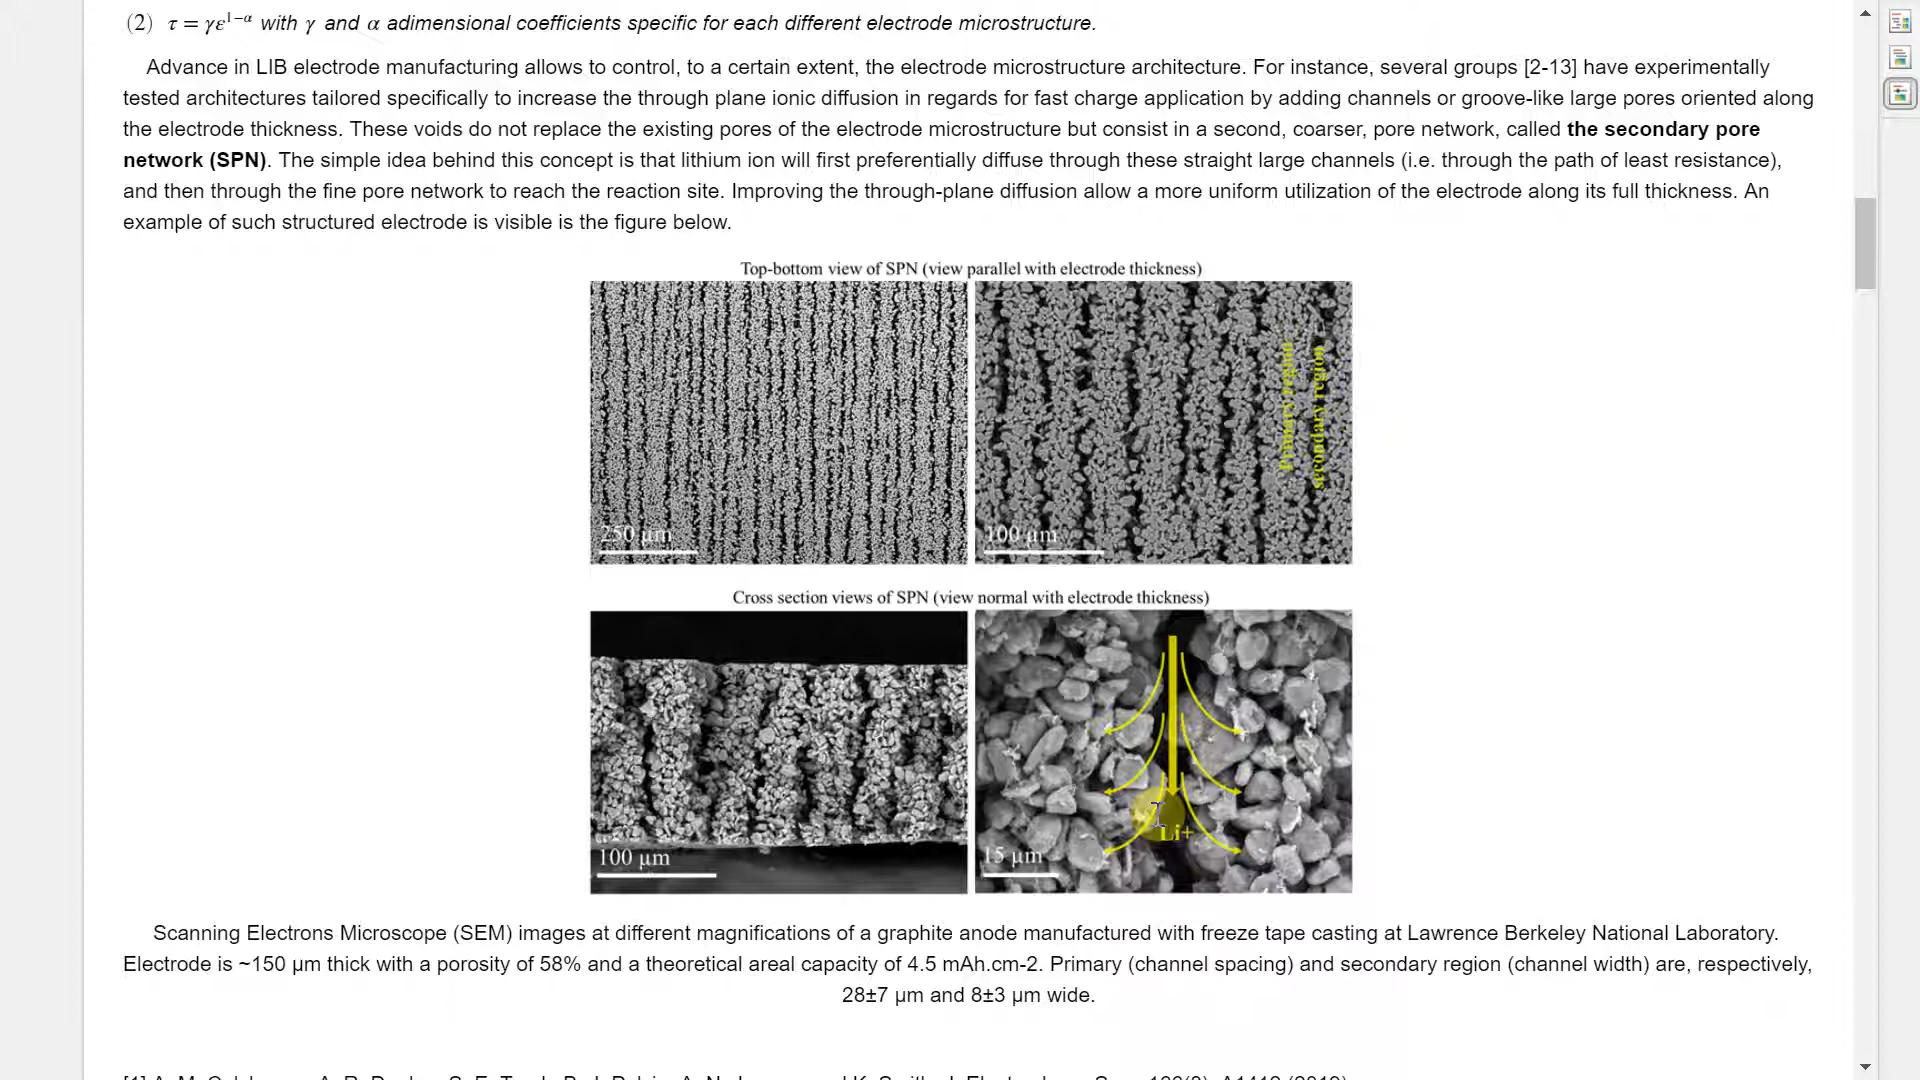 (2) τ = γε^{1−α} with γ and α adimensional coefficients specific for each different electrode microstructure.
Advance in LIB electrode manufacturing allows to control, to a certain extent, the electrode microstructure architecture. For instance, several groups [2-13] have experimentally
tested architectures tailored specifically to increase the through plane ionic diffusion in regards for fast charge application by adding channels or groove-like large pores oriented along
the electrode thickness. These voids do not replace the existing pores of the electrode microstructure but consist in a second, coarser, pore network, called the secondary pore
network (SPN). The simple idea behind this concept is that lithium ion will first preferentially diffuse through these straight large channels (i.e. through the path of least resistance),
and then through the fine pore network to reach the reaction site. Improving the through-plane diffusion allow a more uniform utilization of the electrode along its full thickness. An
example of such structured electrode is visible is the figure below.
Top-bottom view of SPN (view parallel with electrode thickness)
Primary region
secondary region
250 μm
100 μm
Cross section views of SPN (view normal with electrode thickness)
Li+
100 μm
15 μm
Scanning Electrons Microscope (SEM) images at different magnifications of a graphite anode manufactured with freeze tape casting at Lawrence Berkeley National Laboratory.
Electrode is ~150 μm thick with a porosity of 58% and a theoretical areal capacity of 4.5 mAh.cm-2. Primary (channel spacing) and secondary region (channel width) are, respectively,
28±7 μm and 8±3 μm wide.